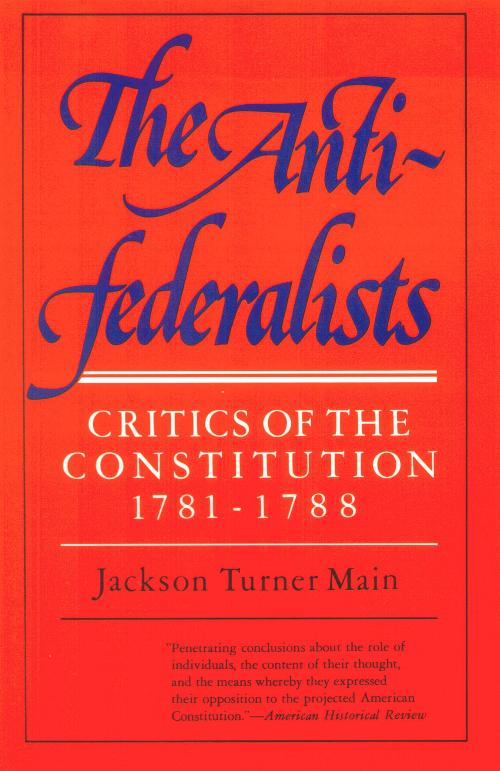 The Anti-
federalists
CRITICS OF THE
CONSTITUTION
1781-1788
Jackson Turner Main
"Penetrating conclusions about the role of
individuals, the content of their thought,
and the means whereby they expressed
their opposition to the projected American
Constitution."—American Historical Review